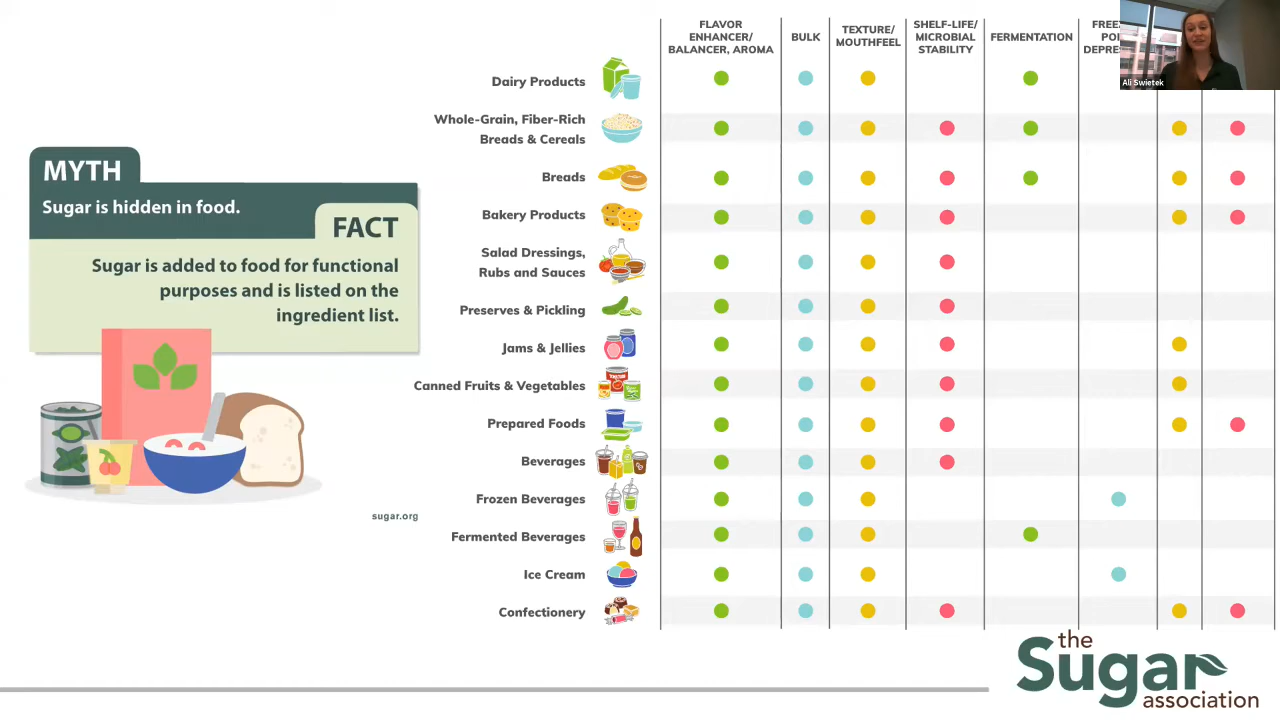 FLAVOR
ENHANCER/
BALANCER, AROMA
BULK
TEXTURE/
MOUTHFEEL
SHELF-LIFE/
MICROBIAL
STABILITY
FERMENTATION
Ali Swietek
MYTH
Sugar is hidden in food.
FACT
Sugar is added to food for functional
purposes and is listed on the
ingredient list.
sugar.org
Dairy Products
Whole-Grain, Fiber-Rich
Breads & Cereals
Breads
Bakery Products
Salad Dressings,
Rubs and Sauces
Preserves & Pickling
Jams & Jellies
Canned Fruits & Vegetables
Prepared Foods
Beverages
Frozen Beverages
Fermented Beverages
Ice Cream
Confectionery
the
Sugar
association